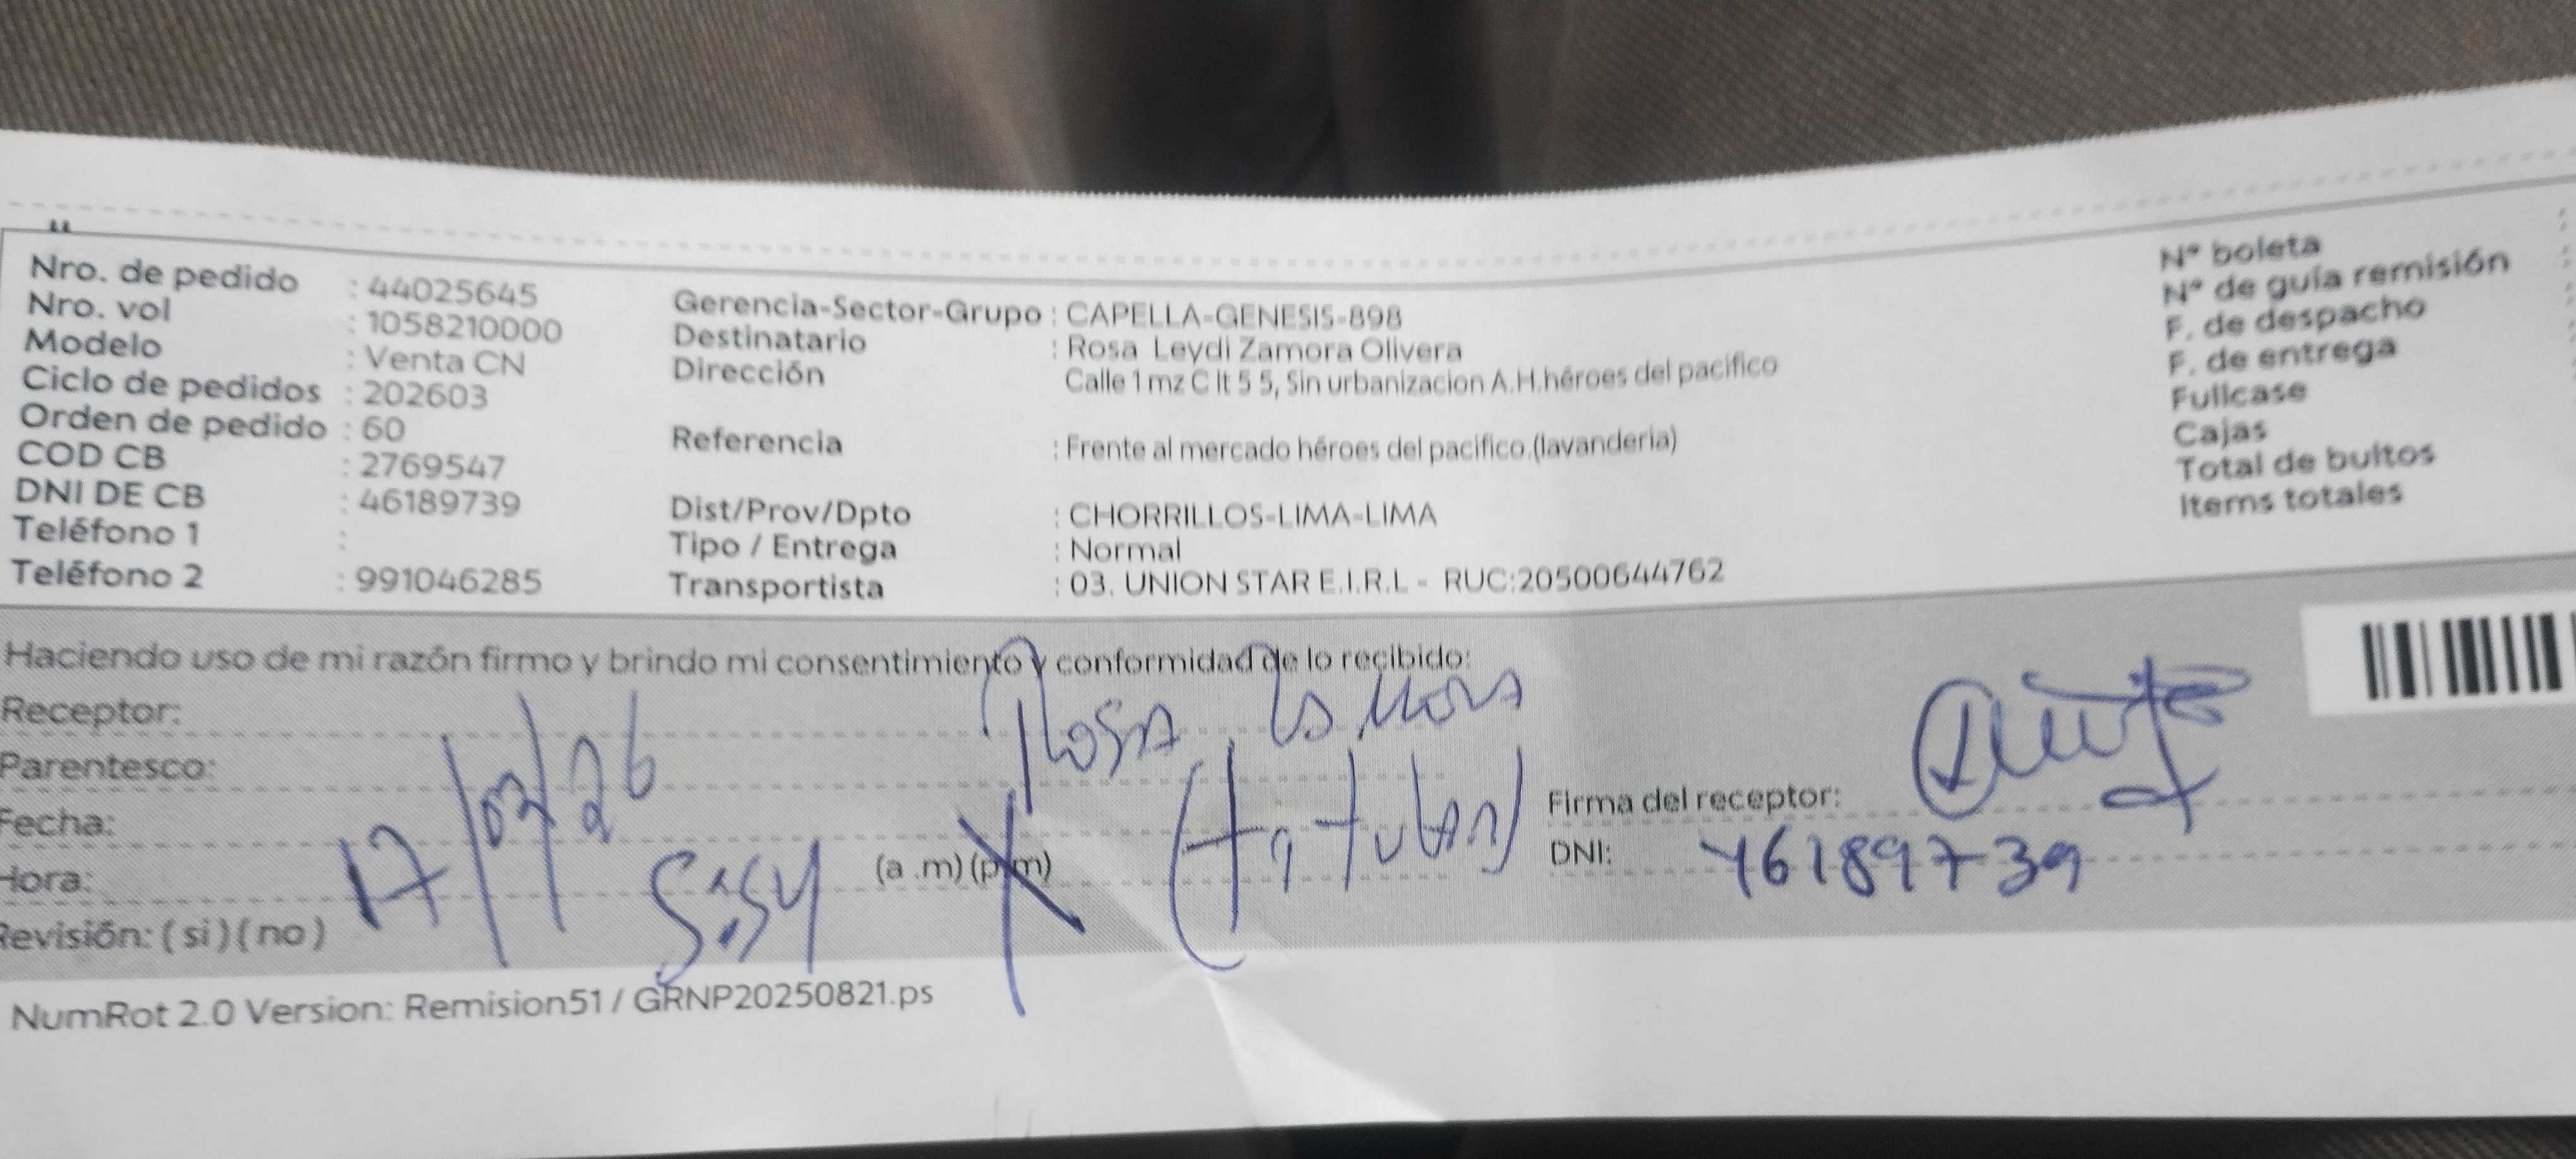 Nro. de pedido : 44025645
Nro. vol : 1058210000
Modelo : Venta CN
Ciclo de pedidos : 202603
Orden de pedido : 60
COD CB : 2769547
DNI DE CB : 46189739
Teléfono 1 :
Teléfono 2 : 991046285
Gerencia-Sector-Grupo : CAPELLA-GENESIS-898
Destinatario : Rosa Leydi Zamora Olivera
Dirección Calle 1 mz C lt 5 5, Sin urbanizacion A.H.héroes del pacifico
Referencia : Frente al mercado héroes del pacifico.(lavanderia)
Dist/Prov/Dpto : CHORRILLOS-LIMA-LIMA
Tipo / Entrega : Normal
Transportista : 03. UNION STAR E.I.R.L - RUC:20500644762
N° boleta
N° de guía remisión
F. de despacho
F. de entrega
Fullcase
Cajas
Total de bultos
Items totales
Haciendo uso de mi razón firmo y brindo mi consentimiento y conformidad de lo recibido:
Receptor: Rosa Zamora
Parentesco: (titular)
Fecha: 17/02/26
Hora: 5:54 (a .m) (p.m)
Revisión: ( si ) ( no )
Firma del receptor:
DNI: 46189739
NumRot 2.0 Version: Remision51 / GRNP20250821.ps